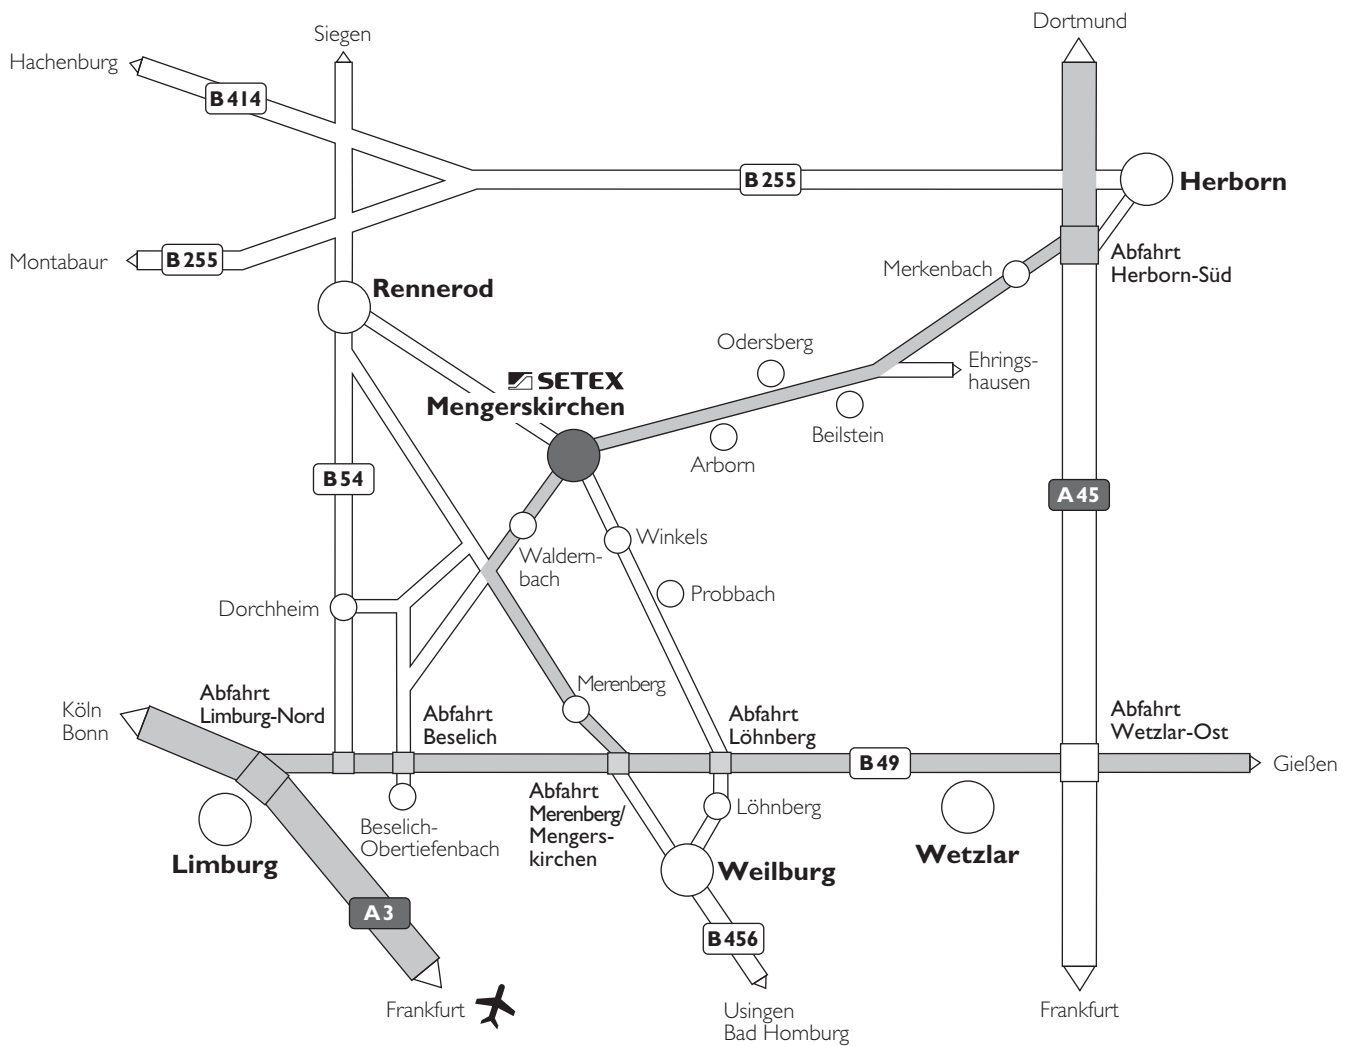 Dortmund
Siegen
Hachenburg
B 414
B 255
Herborn
Montabaur
B 255
Abfahrt
Herborn-Süd
Merkenbach
Rennerod
Odersberg
Ehrings-
hausen
SETEX
Mengerskirchen
Beilstein
Arborn
B 54
A 45
Winkels
Waldern-
bach
Probbach
Dorchheim
Merenberg
Köln
Bonn
Abfahrt
Limburg-Nord
Abfahrt
Beselich
Abfahrt
Löhnberg
Abfahrt
Wetzlar-Ost
B 49
Gießen
Abfahrt
Merenberg/
Mengers-
kirchen
Löhnberg
Beselich-
Obertiefenbach
Limburg
Wetzlar
Weilburg
A 3
B 456
Frankfurt
Usingen
Bad Homburg
Frankfurt